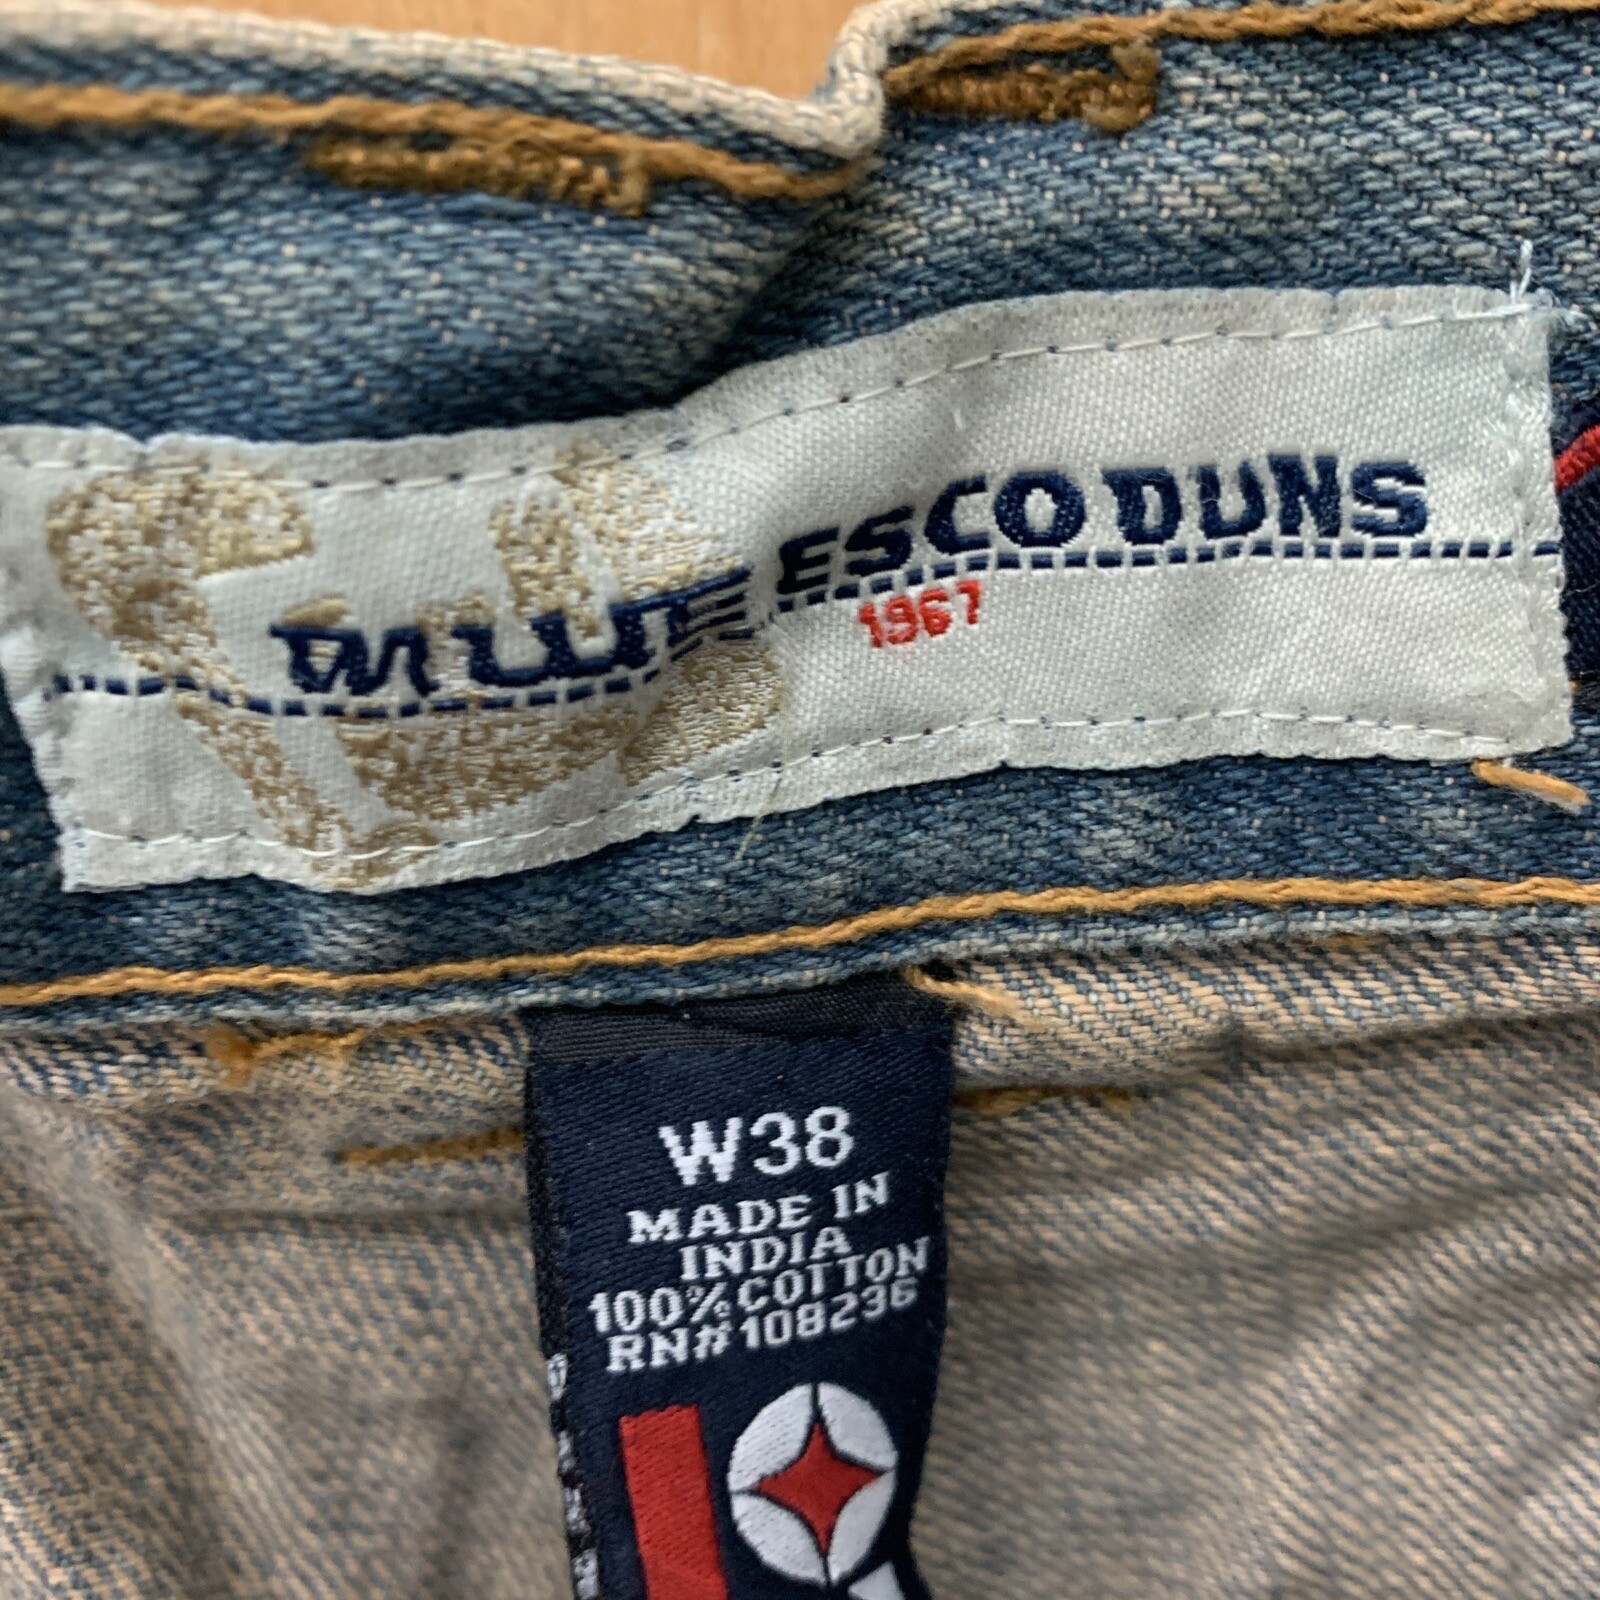 ESCO DUNS
1967
W38
MADE IN
INDIA
100% COTTON
RN# 108236